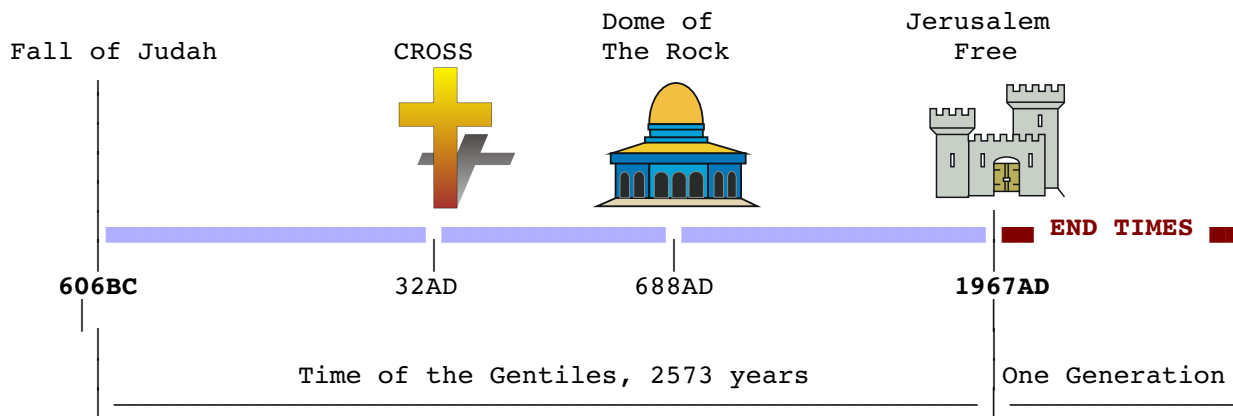 Dome of
Jerusalem
Fall of Judah
CROSS
The Rock
Free
END TIMES
606BC
32AD
688AD
1967AD
Time of the Gentiles, 2573 years
One Generation